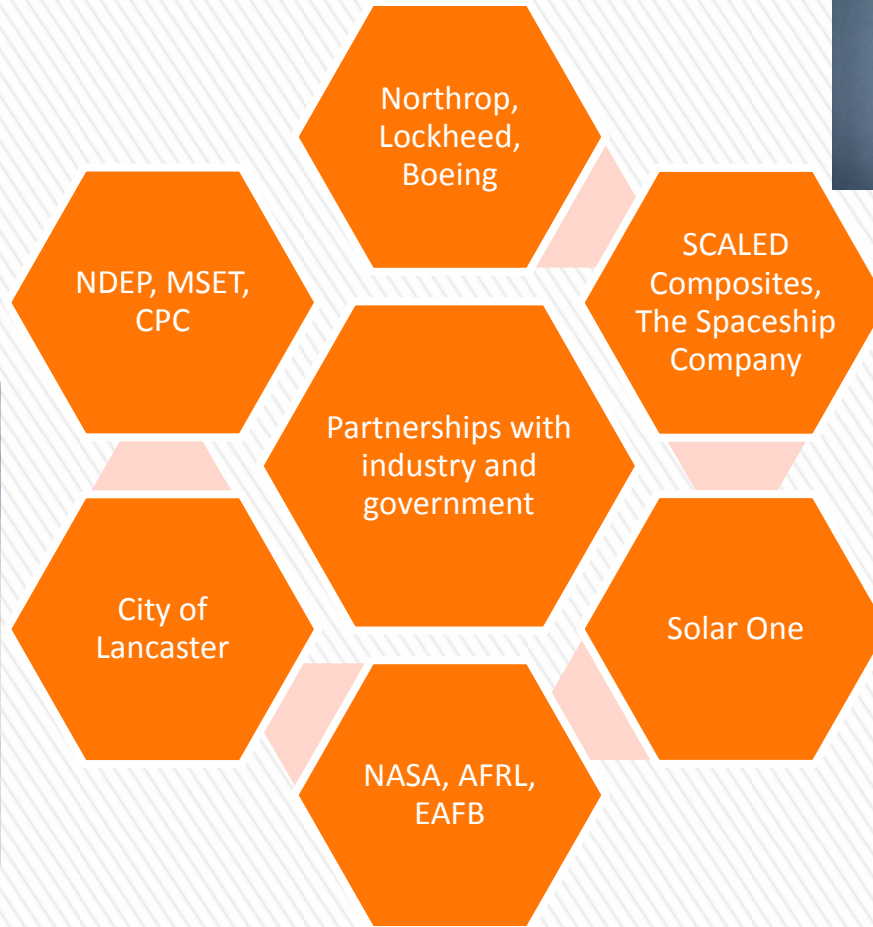 Northrop,
Lockheed,
Boeing
SCALED
Composites,
The Spaceship
Company
NDEP, MSET,
CPC
Partnerships with
industry and
government
City of
Lancaster
Solar One
NASA, AFRL,
EAFB